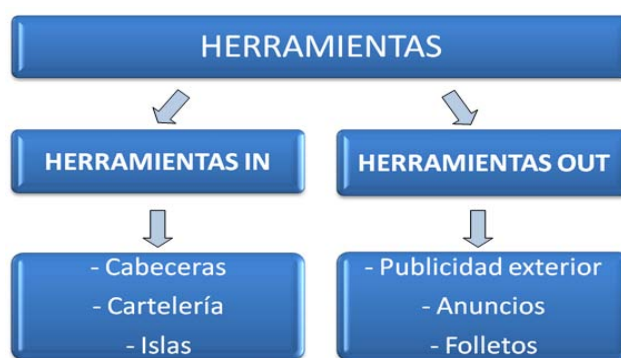 HERRAMIENTAS
HERRAMIENTAS IN
HERRAMIENTAS OUT
- Cabeceras
- Cartelería
- Islas
- Publicidad exterior
- Anuncios
- Folletos